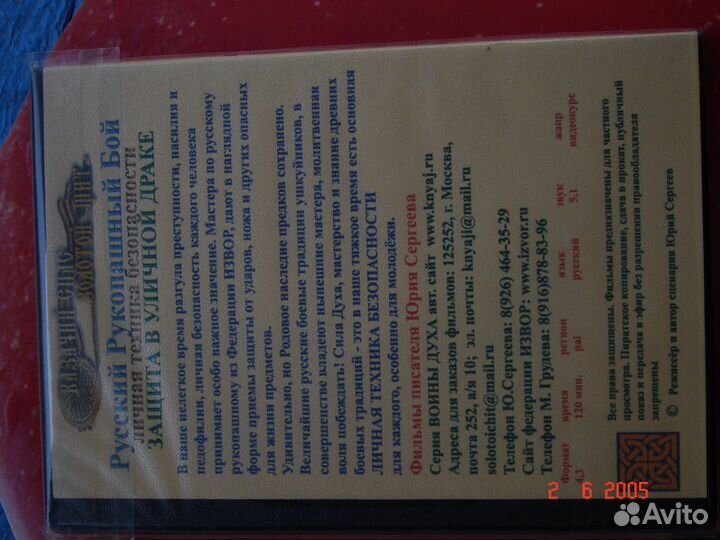 ЗОЛОТОЙ ЩИТ
Русский Рукопашный Бой
личная техника безопасности
ЗАЩИТА В УЛИЧНОЙ ДРАКЕ
В наше нелегкое время разгула преступности, насилия и
педофилии, личная безопасность каждого человека
принимает особо важное значение. Мастера по русскому
рукопашному из Федерации ИЗВОР, дают в наглядной
форме приемы защиты от ударов, ножа и других опасных
для жизни предметов.
Удивительно, но Родовое наследие предков сохранено.
Величайшие русские боевые традиции ушкуйников, в
совершенстве владеют нынешние мастера, молитвенная
воля побеждать! Сила Духа, мастерство и знание древних
боевых традиций - это в наше тяжкое время есть основная
ЛИЧНАЯ ТЕХНИКА БЕЗОПАСНОСТИ
для каждого, особенно для молодёжи.
Фильмы писателя Юрия Сергеева
Серия ВОИНЫ ДУХА авт. сайт www.knyaj.ru
Адреса для заказов фильмов: 125252, г. Москва,
почта 252, а/я 10; эл. почты: knyaji@mail.ru
solotoichit@mail.ru
Телефон Ю.Сергеева: 8(926) 464-35-29
Сайт федерации ИЗВОР: www.izvor.ru
Телефон М. Грудева: 8(916)878-83-96
Формат время регион язык звук жанр
4,3 120 мин. pal русский 5,1 видеокурс
Все права защищены. Фильмы предназначены для частного
просмотра. Пиратское копирование, сдача в прокат, публичный
показ и передача в эфир без разрешения правообладателя
запрещены
© Режиссёр и автор сценария Юрий Сергеев
2 6 2005
Avito